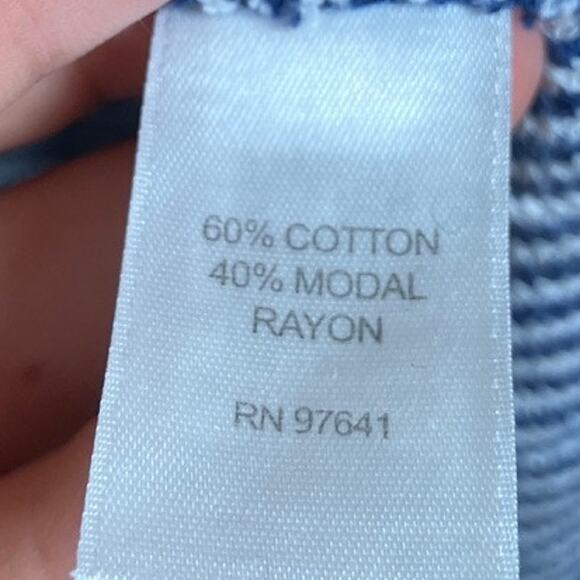 60% COTTON
40% MODAL
RAYON
RN 97641